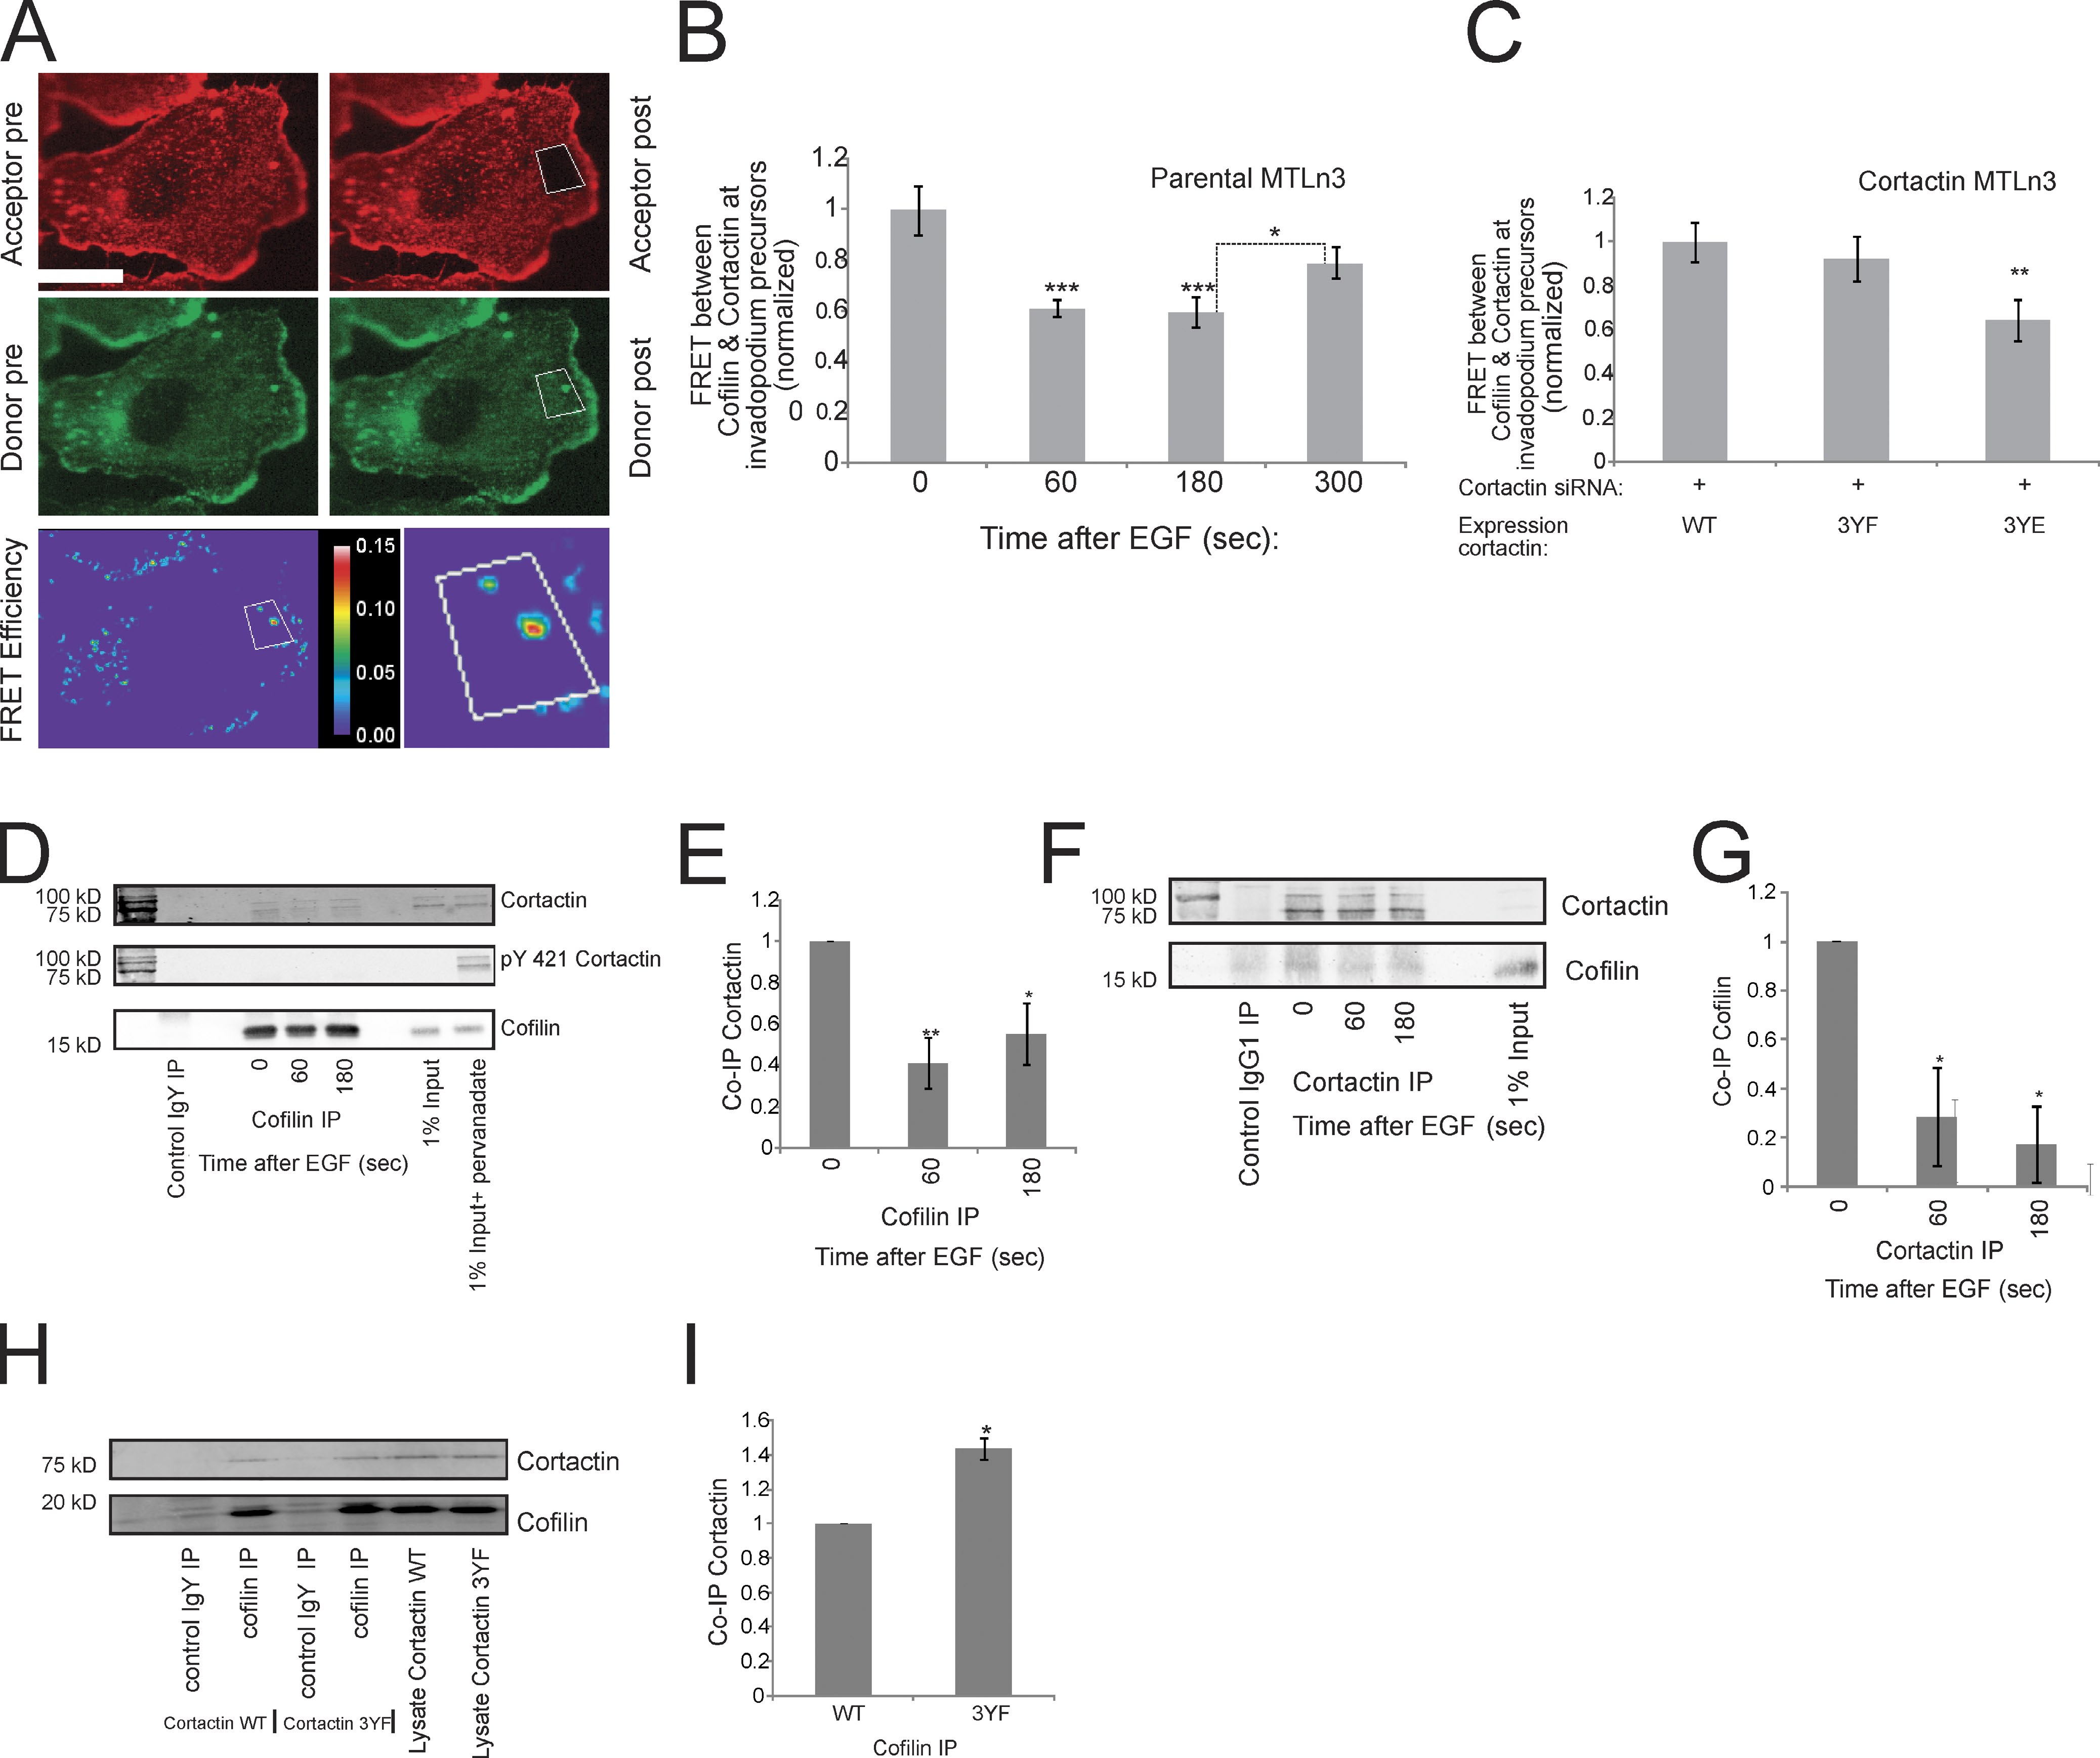 A
Acceptor pre
Acceptor post
Donor pre
Donor post
FRET Efficiency
0.15
0.10
0.05
0.00
B
Parental MTLn3
FRET between
Cofilin & Cortactin at
invadopodium precursors
(normalized)
1.2
1
0.8
0.6
0.4
0 0.2
0
***
***
*
0 60 180 300
Time after EGF (sec):
C
Cortactin MTLn3
FRET between
Cofilin & Cortactin at
invadopodium precursors
(normalized)
1.2
1
0.8
0.6
0.4
0.2
0
**
Cortactin siRNA: + + +
Expression
cortactin:
WT 3YF 3YE
D
100 kD
75 kD
Cortactin
100 kD
75 kD
pY 421 Cortactin
15 kD
Cofilin
Control IgY IP
0
60
180
1% Input
1% Input+ pervanadate
Cofilin IP
Time after EGF (sec)
E
Co-IP Cortactin
1.2
1
0.8
0.6
0.4
0.2
0
**
*
0
60
180
Cofilin IP
Time after EGF (sec)
F
100 kD
75 kD
Cortactin
15 kD
Cofilin
Control IgG1 IP
0
60
180
1% Input
Cortactin IP
Time after EGF (sec)
G
Co-IP Cofilin
1.2
1
0.8
0.6
0.4
0.2
0
*
*
0
60
180
Cortactin IP
Time after EGF (sec)
H
75 kD
Cortactin
20 kD
Cofilin
control IgY IP
cofilin IP
control IgY IP
cofilin IP
Lysate Cortactin WT
Lysate Cortactin 3YF
Cortactin WT | Cortactin 3YF|
I
Co-IP Cortactin
1.6
1.4
1.2
1
0.8
0.6
0.4
0.2
0
*
WT 3YF
Cofilin IP